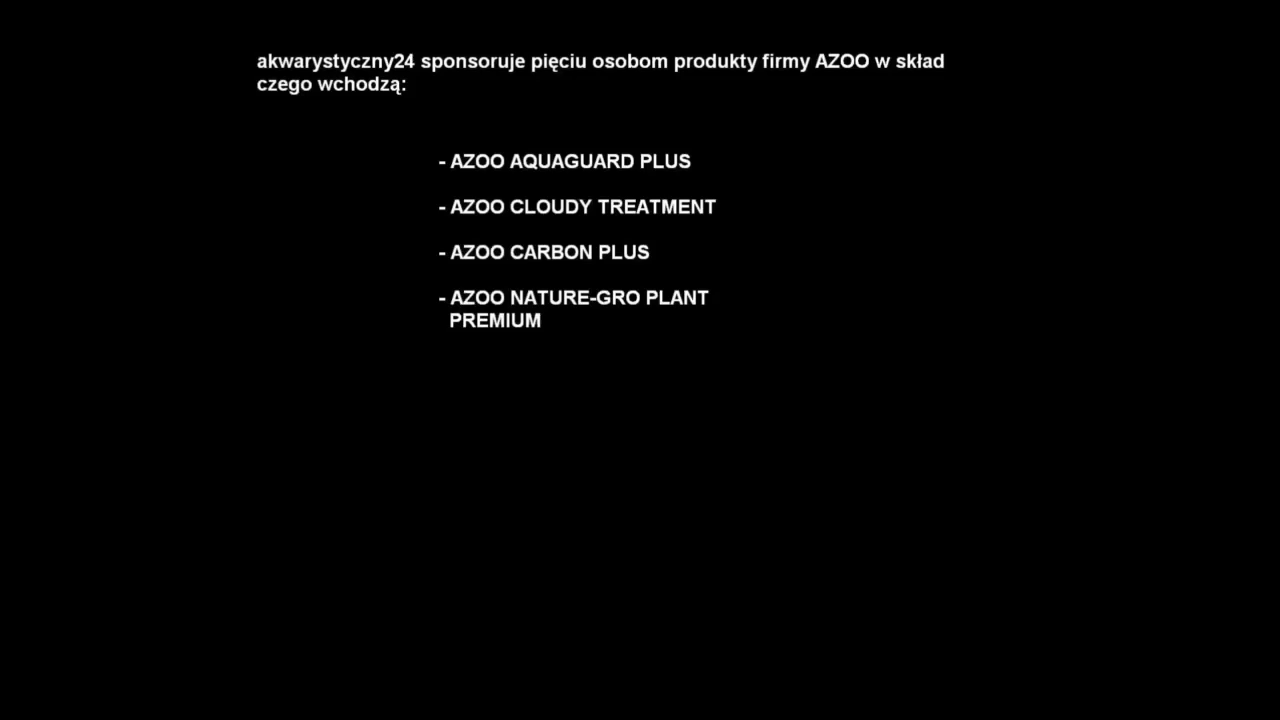 akwarystyczny24 sponsoruje pięciu osobom produkty firmy AZOO w skład
czego wchodzą:
- AZOO AQUAGUARD PLUS
- AZOO CLOUDY TREATMENT
- AZOO CARBON PLUS
- AZOO NATURE-GRO PLANT
PREMIUM